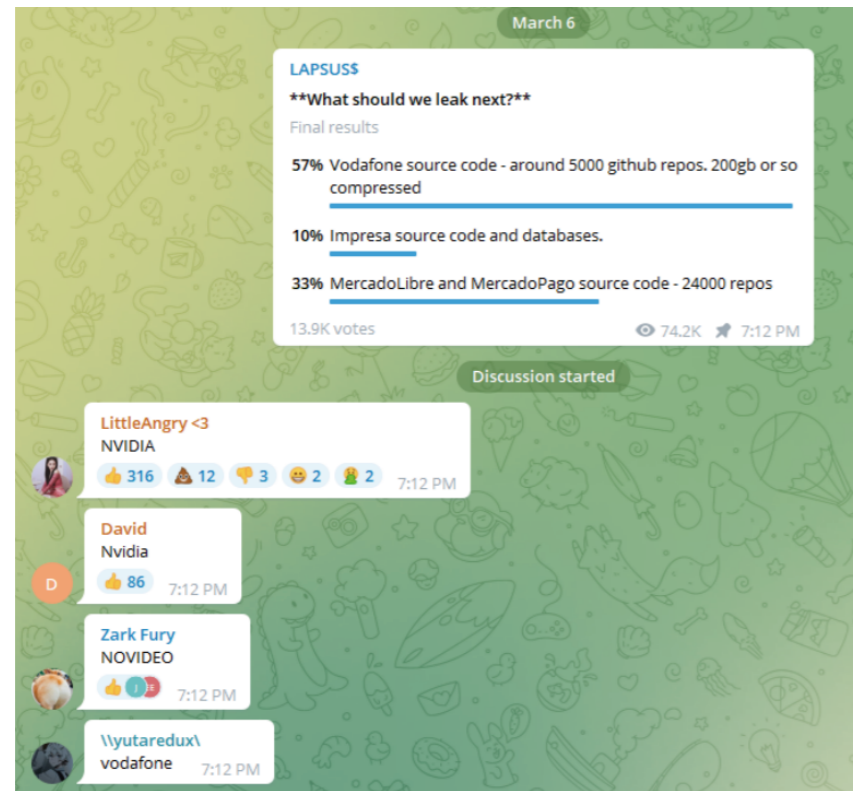 March 6
LAPSUS$
**What should we leak next?**
Final results
57% Vodafone source code - around 5000 github repos. 200gb or so
compressed
10% Impresa source code and databases.
33% MercadoLibre and MercadoPago source code - 24000 repos
13.9K votes 74.2K 7:12 PM
Discussion started
LittleAngry <3
NVIDIA
👍 316 💩 12 👎 3 😁 2 🤮 2 7:12 PM
David
Nvidia
D 👍 86 7:12 PM
Zark Fury
NOVIDEO
👍 7:12 PM
\\yutaredux\
vodafone 7:12 PM